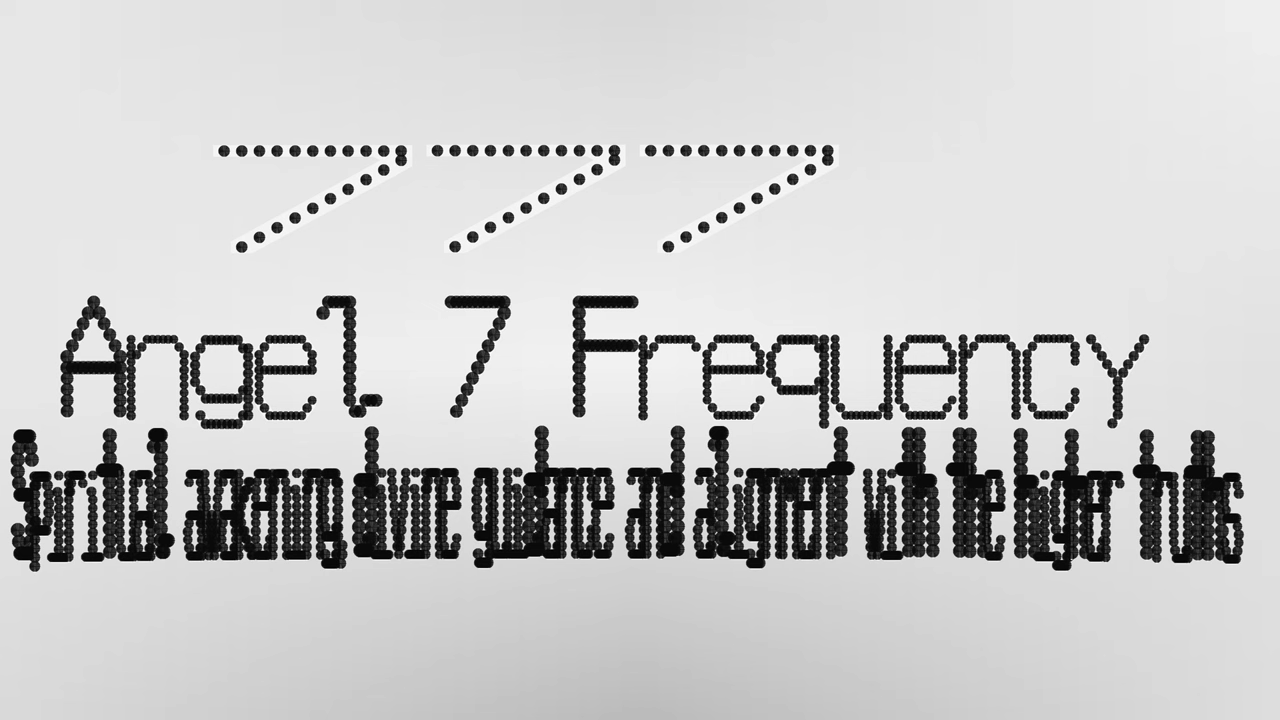 777
Angel 7 Frequency
Spiritual awakening, divine guidance and alignment with the higher truths